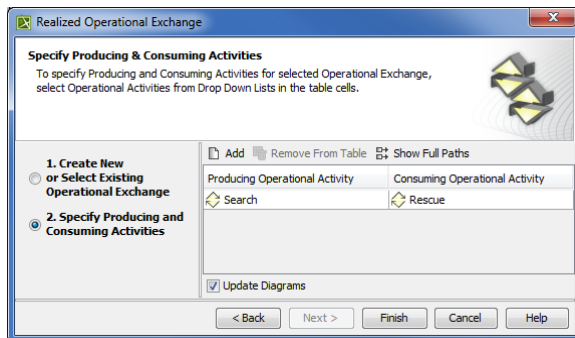 Realized Operational Exchange
Specify Producing & Consuming Activities
To specify Producing and Consuming Activities for selected Operational Exchange,
select Operational Activities from Drop Down Lists in the table cells.
1. Create New
or Select Existing
Operational Exchange
2. Specify Producing and
Consuming Activities
Add Remove From Table Show Full Paths
Producing Operational Activity Consuming Operational Activity
Search Rescue
Update Diagrams
< Back Next > Finish Cancel Help